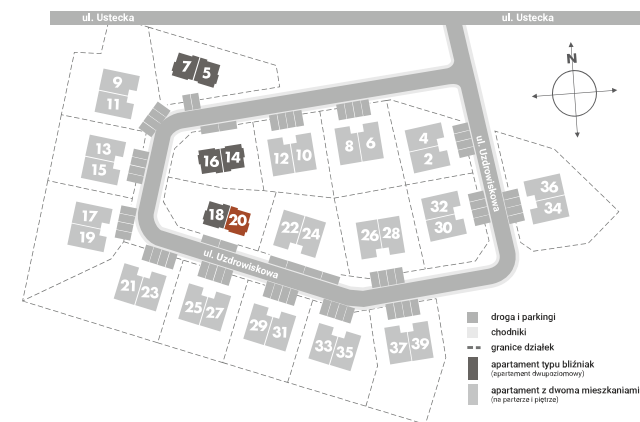 ul. Ustecka
ul. Ustecka
7 5
9
11
N
13
15
16 14
12 10
8 6
4
2
ul. Uzdrowiskowa
17
19
18 20
22 24
26 28
32
30
36
34
ul. Uzdrowiskowa
21 23
25 27
29 31
33 35
37 39
droga i parkingi
chodniki
granice działek
apartament typu bliźniak
(apartament dwupoziomowy)
apartament z dwoma mieszkaniami
(na parterze i piętrze)